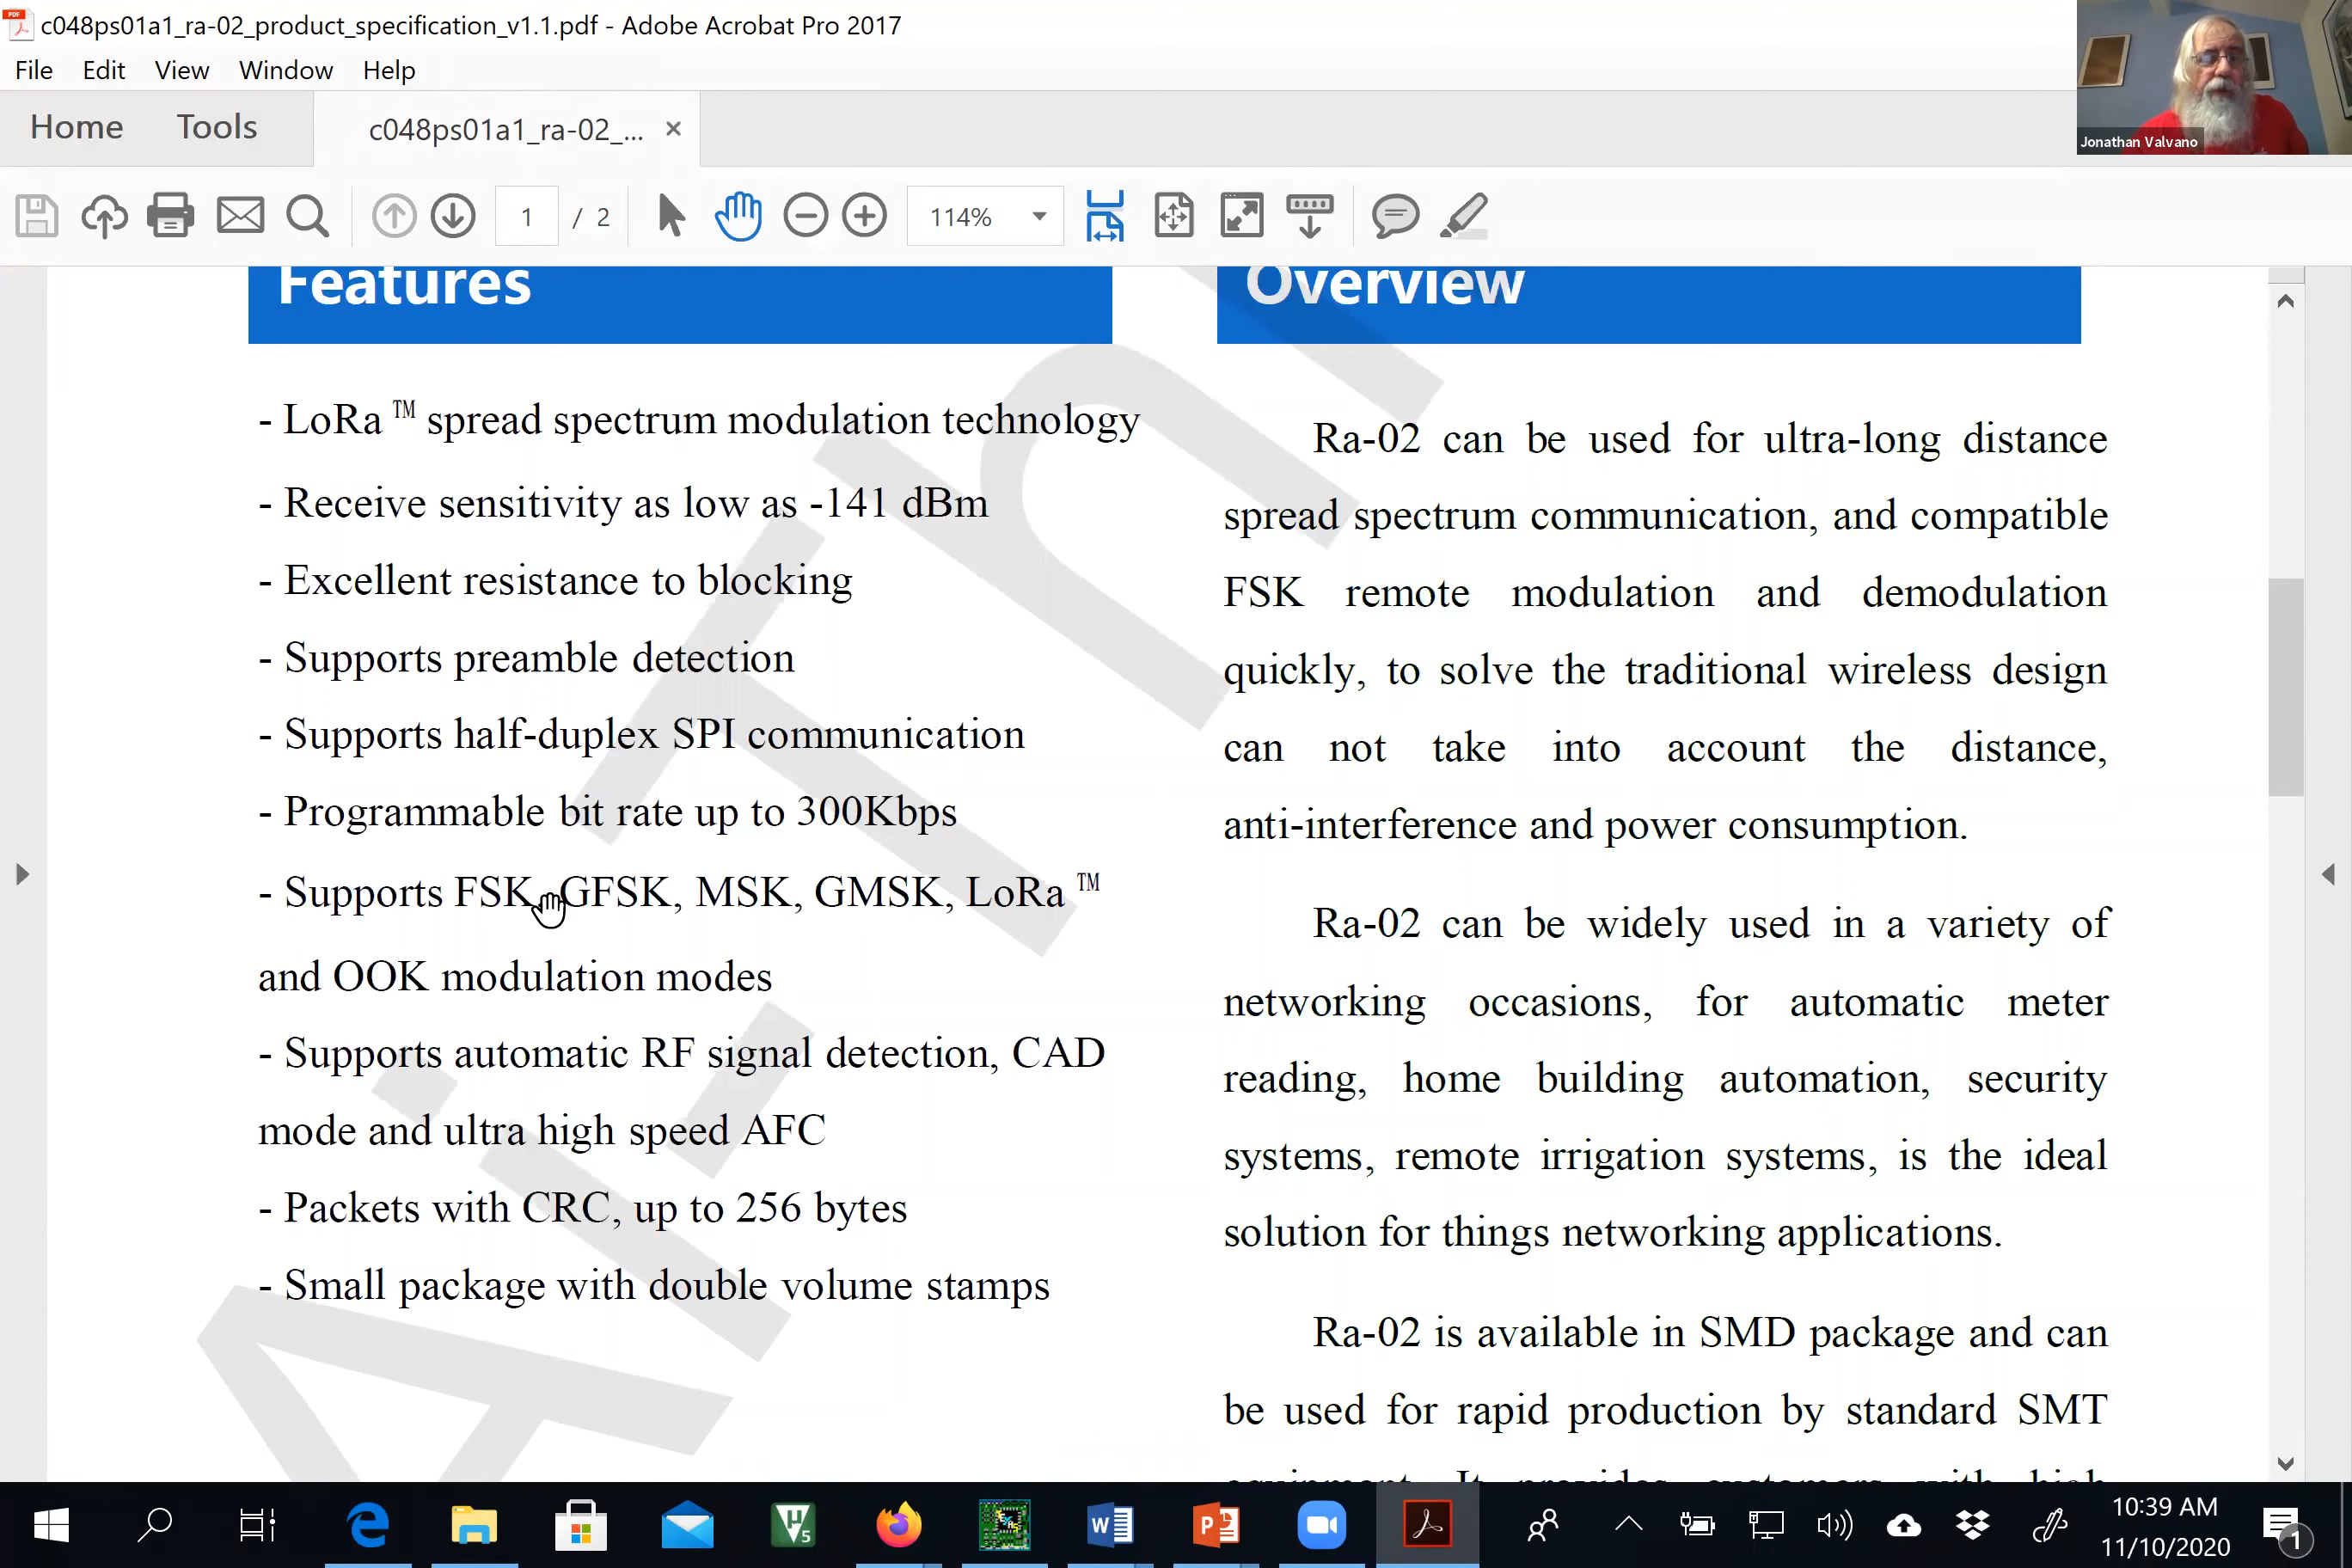 c048ps01a1_ra-02_product_specification_v1.1.pdf - Adobe Acrobat Pro 2017
File Edit View Window Help
Home Tools c048ps01a1_ra-02_... ×
1 / 2 114%
Jonathan Valvano
Features
- LoRa ™ spread spectrum modulation technology
- Receive sensitivity as low as -141 dBm
- Excellent resistance to blocking
- Supports preamble detection
- Supports half-duplex SPI communication
- Programmable bit rate up to 300Kbps
- Supports FSK, GFSK, MSK, GMSK, LoRa ™
and OOK modulation modes
- Supports automatic RF signal detection, CAD
mode and ultra high speed AFC
- Packets with CRC, up to 256 bytes
- Small package with double volume stamps
Overview
Ra-02 can be used for ultra-long distance
spread spectrum communication, and compatible
FSK remote modulation and demodulation
quickly, to solve the traditional wireless design
can not take into account the distance,
anti-interference and power consumption.
Ra-02 can be widely used in a variety of
networking occasions, for automatic meter
reading, home building automation, security
systems, remote irrigation systems, is the ideal
solution for things networking applications.
Ra-02 is available in SMD package and can
be used for rapid production by standard SMT
equipment. It provides customers with high
Ai-Th
10:39 AM
11/10/2020
1